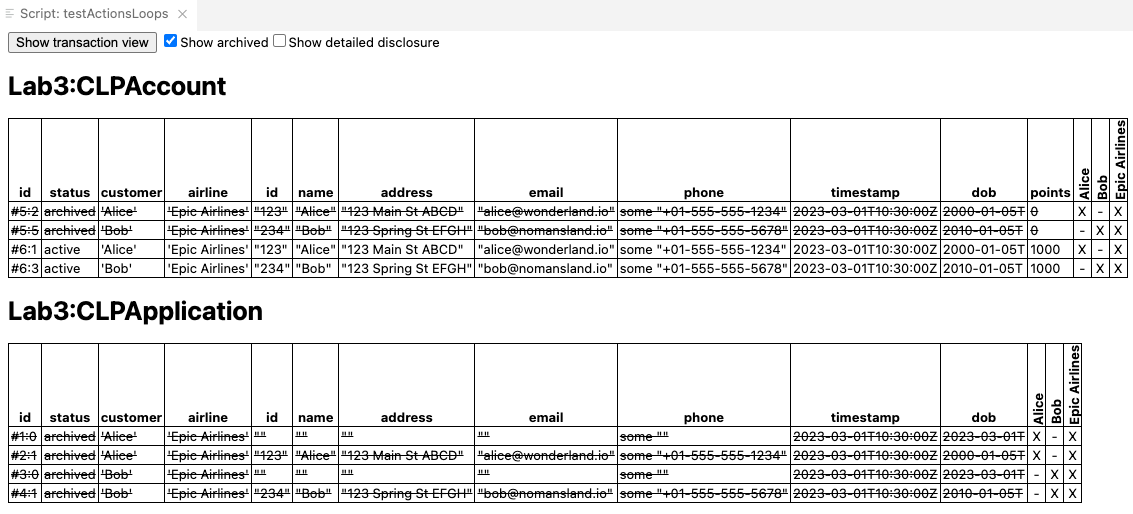 Script: testActionsLoops
Show transaction view Show archived Show detailed disclosure
Lab3:CLPAccount
id status customer airline id name address email phone timestamp dob points Alice Bob Epic Airlines
#5:2 archived 'Alice' 'Epic Airlines' "123" "Alice" "123 Main St ABCD" "alice@wonderland.io" some "+01-555-555-1234" 2023-03-01T10:30:00Z 2000-01-05T 0 X - X
#5:5 archived 'Bob' 'Epic Airlines' "234" "Bob" "123 Spring St EFGH" "bob@nomansland.io" some "+01-555-555-5678" 2023-03-01T10:30:00Z 2010-01-05T 0 - X X
#6:1 active 'Alice' 'Epic Airlines' "123" "Alice" "123 Main St ABCD" "alice@wonderland.io" some "+01-555-555-1234" 2023-03-01T10:30:00Z 2000-01-05T 1000 X - X
#6:3 active 'Bob' 'Epic Airlines' "234" "Bob" "123 Spring St EFGH" "bob@nomansland.io" some "+01-555-555-5678" 2023-03-01T10:30:00Z 2010-01-05T 1000 - X X
Lab3:CLPApplication
id status customer airline id name address email phone timestamp dob Alice Bob Epic Airlines
#1:0 archived 'Alice' 'Epic Airlines' "" "" "" "" some "" 2023-03-01T10:30:00Z 2023-03-01T X - X
#2:1 archived 'Alice' 'Epic Airlines' "123" "Alice" "123 Main St ABCD" "alice@wonderland.io" some "+01-555-555-1234" 2023-03-01T10:30:00Z 2000-01-05T X - X
#3:0 archived 'Bob' 'Epic Airlines' "" "" "" "" some "" 2023-03-01T10:30:00Z 2023-03-01T - X X
#4:1 archived 'Bob' 'Epic Airlines' "234" "Bob" "123 Spring St EFGH" "bob@nomansland.io" some "+01-555-555-5678" 2023-03-01T10:30:00Z 2010-01-05T - X X